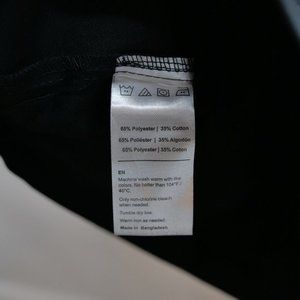 65% Polyester | 35% Cotton
65% Poliéster | 35% Algodón
65% Polyester | 35% Coton
EN
Machine wash warm with like
colors. No hotter than 104°F /
40°C.
Only non-chlorine bleach
when needed.
Tumble dry low.
Warm iron as needed.
Made in Bangladesh